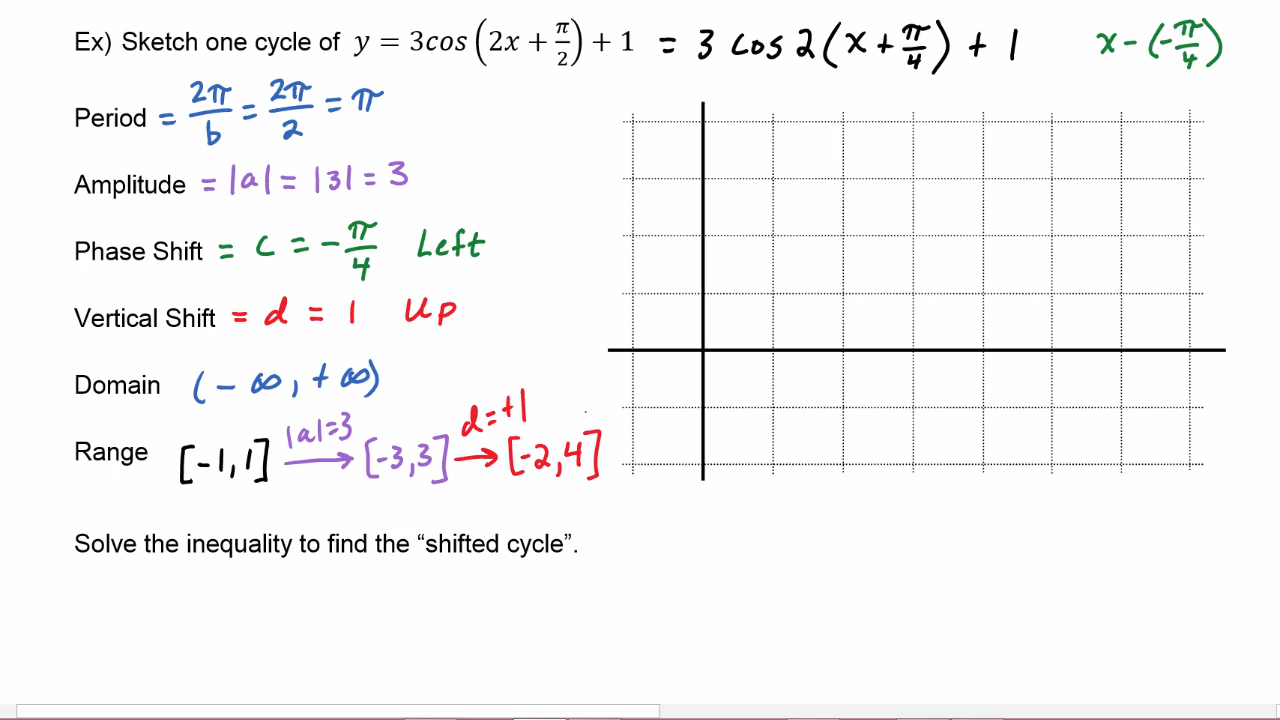 Ex) Sketch one cycle of y = 3cos(2x + π/2) + 1 = 3 cos 2(x + π/4) + 1 x - (-π/4)
Period = 2π/b = 2π/2 = π
Amplitude = |a| = |3| = 3
Phase Shift = c = -π/4 Left
Vertical Shift = d = 1 Up
Domain (-∞, +∞)
Range [-1, 1] |a|=3 → [-3, 3] d=+1 → [-2, 4]
Solve the inequality to find the “shifted cycle”.